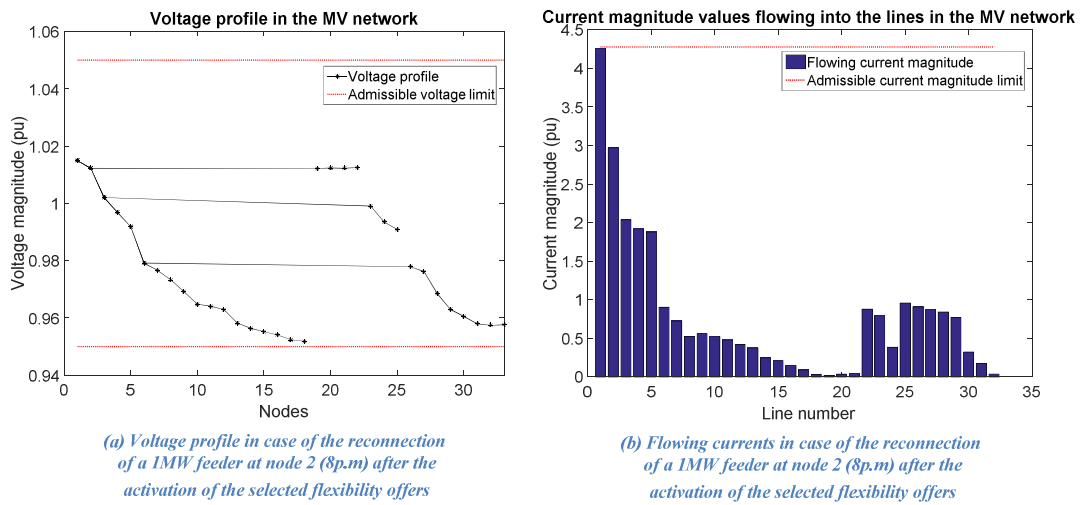 Voltage profile in the MV network
1.06
1.04
1.02
1
0.98
0.96
0.94
Voltage magnitude (pu)
Voltage profile
Admissible voltage limit
0
5
10
15
20
25
30
Nodes
(a) Voltage profile in case of the reconnection
of a 1MW feeder at node 2 (8p.m) after the
activation of the selected flexibility offers
Current magnitude values flowing into the lines in the MV network
4.5
4
3.5
3
2.5
2
1.5
1
0.5
0
Current magnitude (pu)
Flowing current magnitude
Admissible current magnitude limit
0
5
10
15
20
25
30
35
Line number
(b) Flowing currents in case of the reconnection
of a 1MW feeder at node 2 (8p.m) after the
activation of the selected flexibility offers